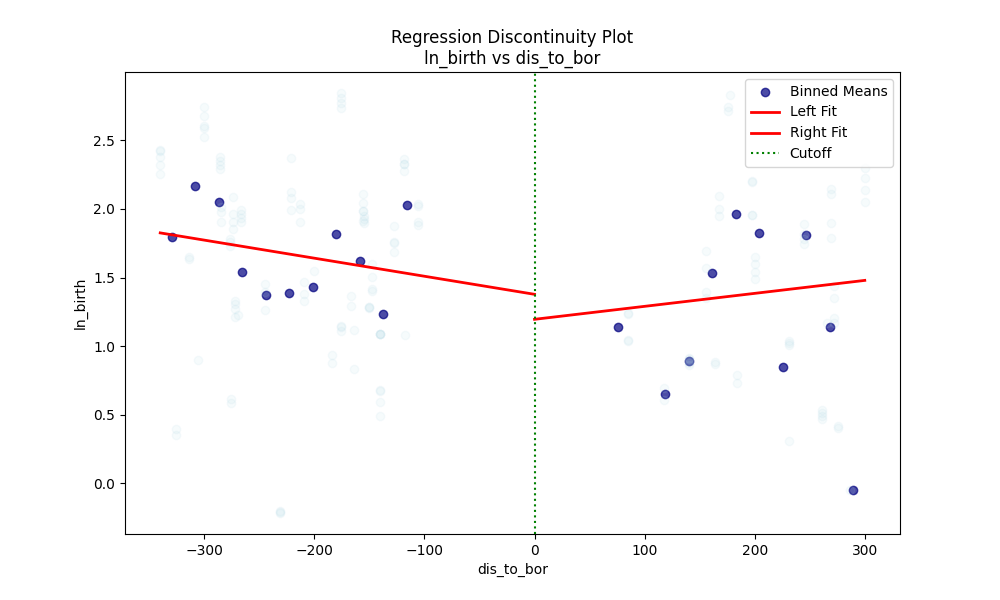 Regression Discontinuity Plot
ln_birth vs dis_to_bor
Binned Means
Left Fit
Right Fit
Cutoff
2.5
2.0
1.5
1.0
0.5
0.0
ln_birth
−300
−200
−100
0
100
200
300
dis_to_bor